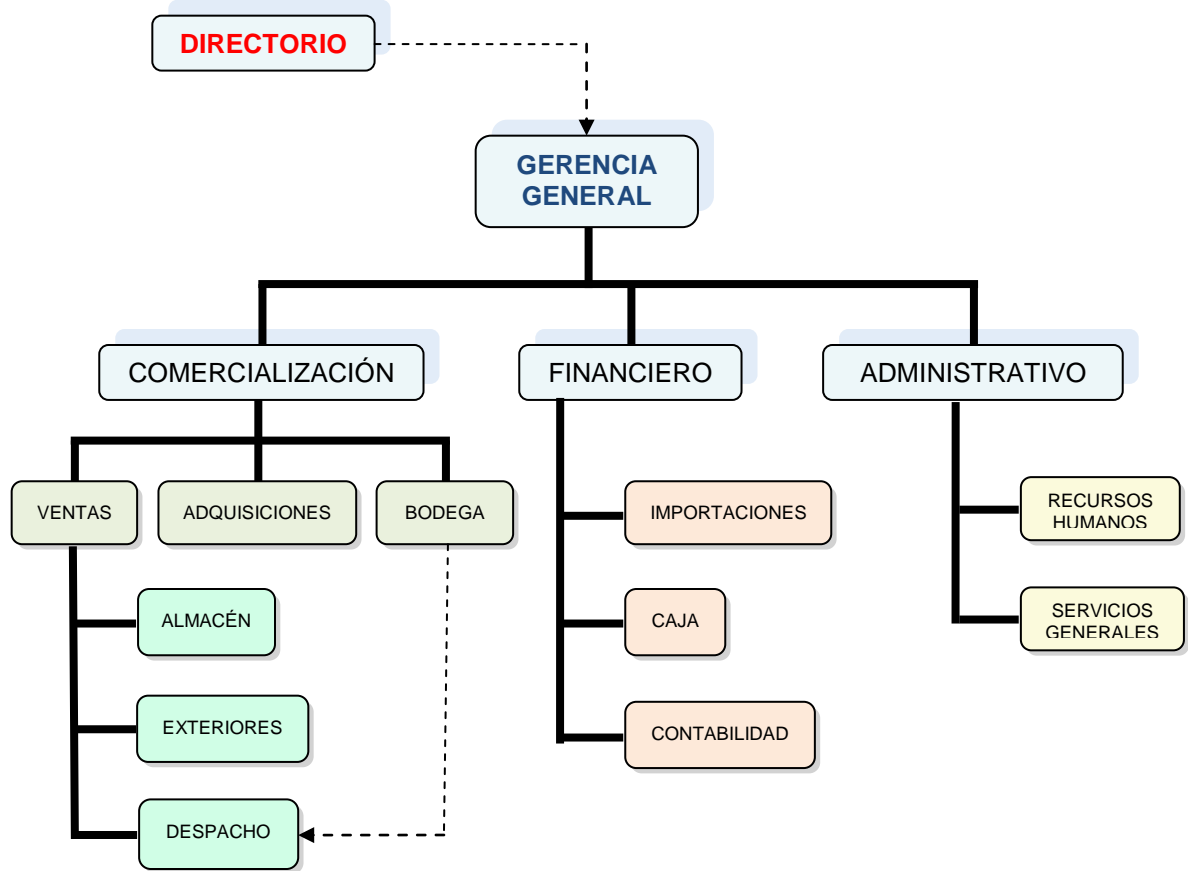 DIRECTORIO
GERENCIA
GENERAL
COMERCIALIZACIÓN
FINANCIERO
ADMINISTRATIVO
VENTAS
ADQUISICIONES
BODEGA
IMPORTACIONES
RECURSOS
HUMANOS
ALMACÉN
CAJA
SERVICIOS
GENERALES
EXTERIORES
CONTABILIDAD
DESPACHO